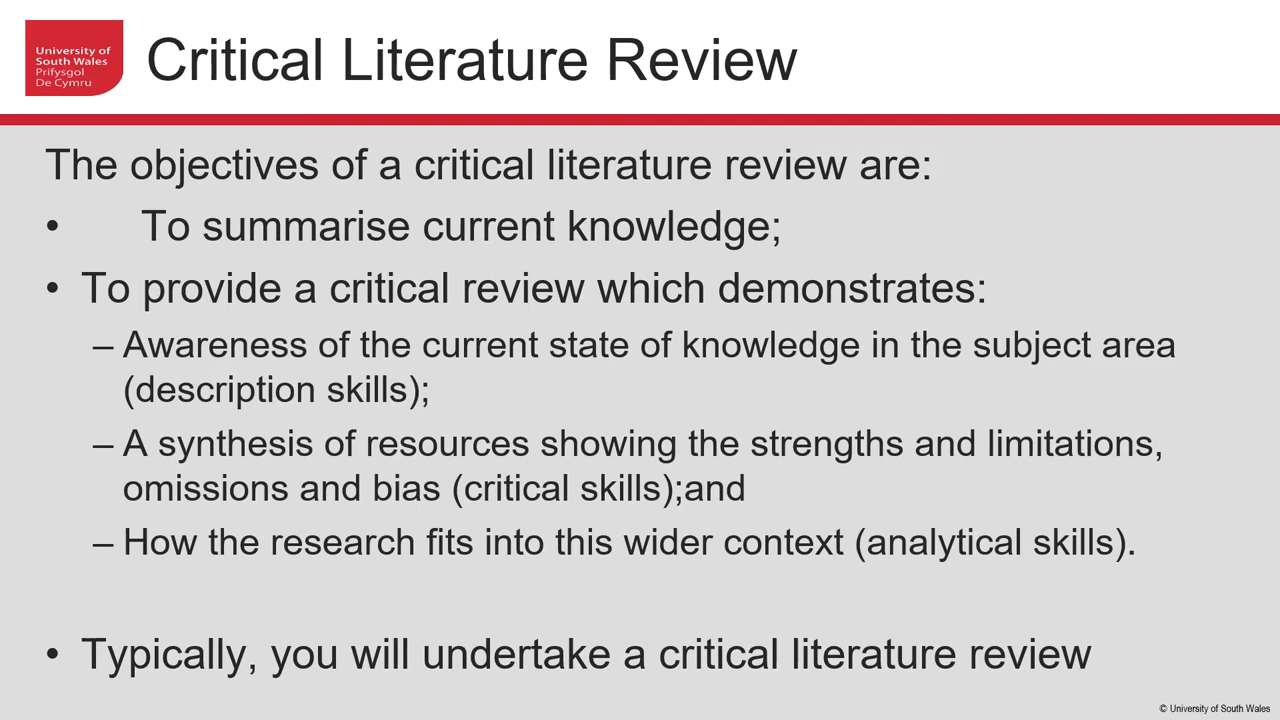 University of
South Wales
Prifysgol
De Cymru
Critical Literature Review
The objectives of a critical literature review are:
• To summarise current knowledge;
• To provide a critical review which demonstrates:
– Awareness of the current state of knowledge in the subject area
(description skills);
– A synthesis of resources showing the strengths and limitations,
omissions and bias (critical skills);and
– How the research fits into this wider context (analytical skills).
• Typically, you will undertake a critical literature review
© University of South Wales